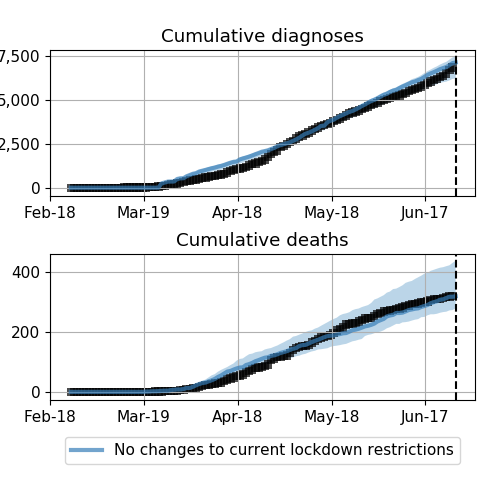 Cumulative diagnoses
7,500
5,000
2,500
0
Feb-18 Mar-19 Apr-18 May-18 Jun-17
Cumulative deaths
400
200
0
Feb-18 Mar-19 Apr-18 May-18 Jun-17
No changes to current lockdown restrictions